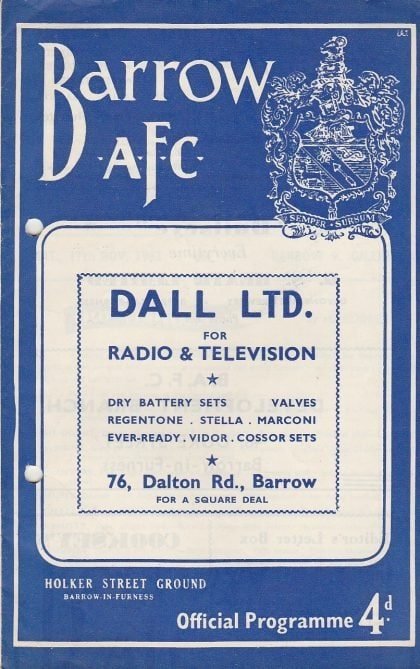 Barrow
A.F.C.
SEMPER SURSUM
DALL LTD.
FOR
RADIO & TELEVISION
★
DRY BATTERY SETS VALVES
REGENTONE . STELLA . MARCONI
EVER-READY . VIDOR . COSSOR SETS
★
76, Dalton Rd., Barrow
FOR A SQUARE DEAL
HOLKER STREET GROUND
BARROW-IN-FURNESS
Official Programme 4d.